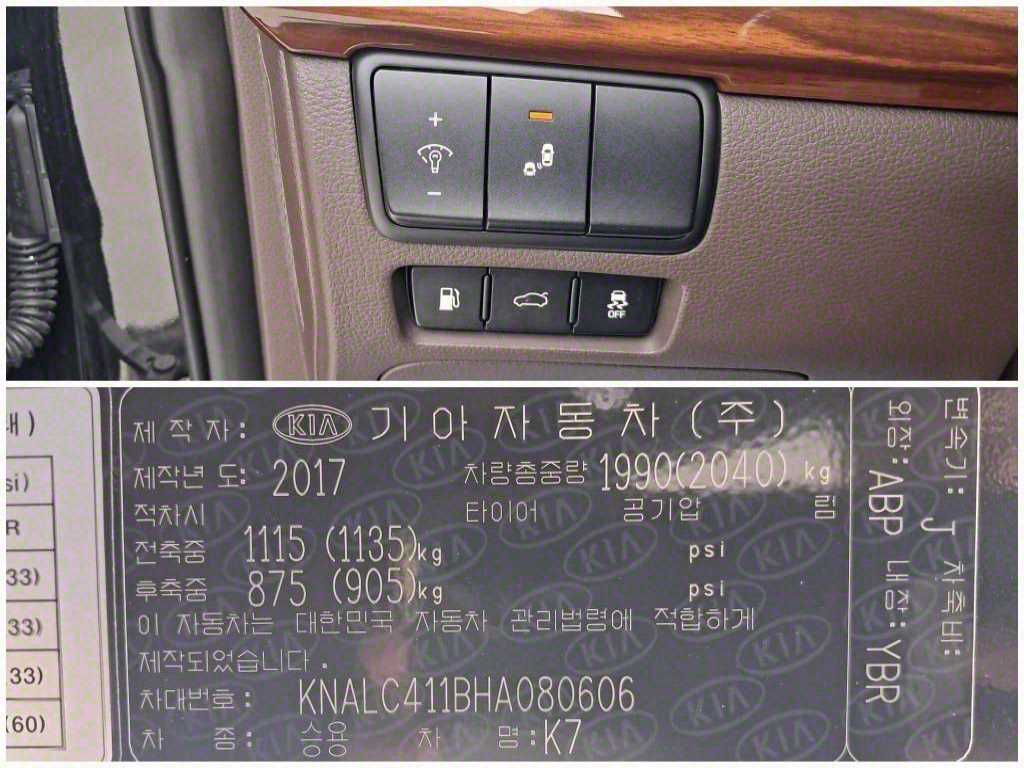 +
−
OFF
제 작 자: KIA 기 아 자 동 차 (주)
제작년 도: 2017 차량총중량 1990(2040) kg
적차시 타이어 공기압 림
전축중 1115 (1135)kg psi
후축중 875 (905)kg psi
이 자동차는 대한민국 자동차 관리법령에 적합하게
제작되었습니다.
차대번호: KNALC411BHA080606
차 종: 승용 차 명:K7
변속기: J 차축비:
외장: ABP 내장: YBR
si)
R
33)
33)
33)
(60)